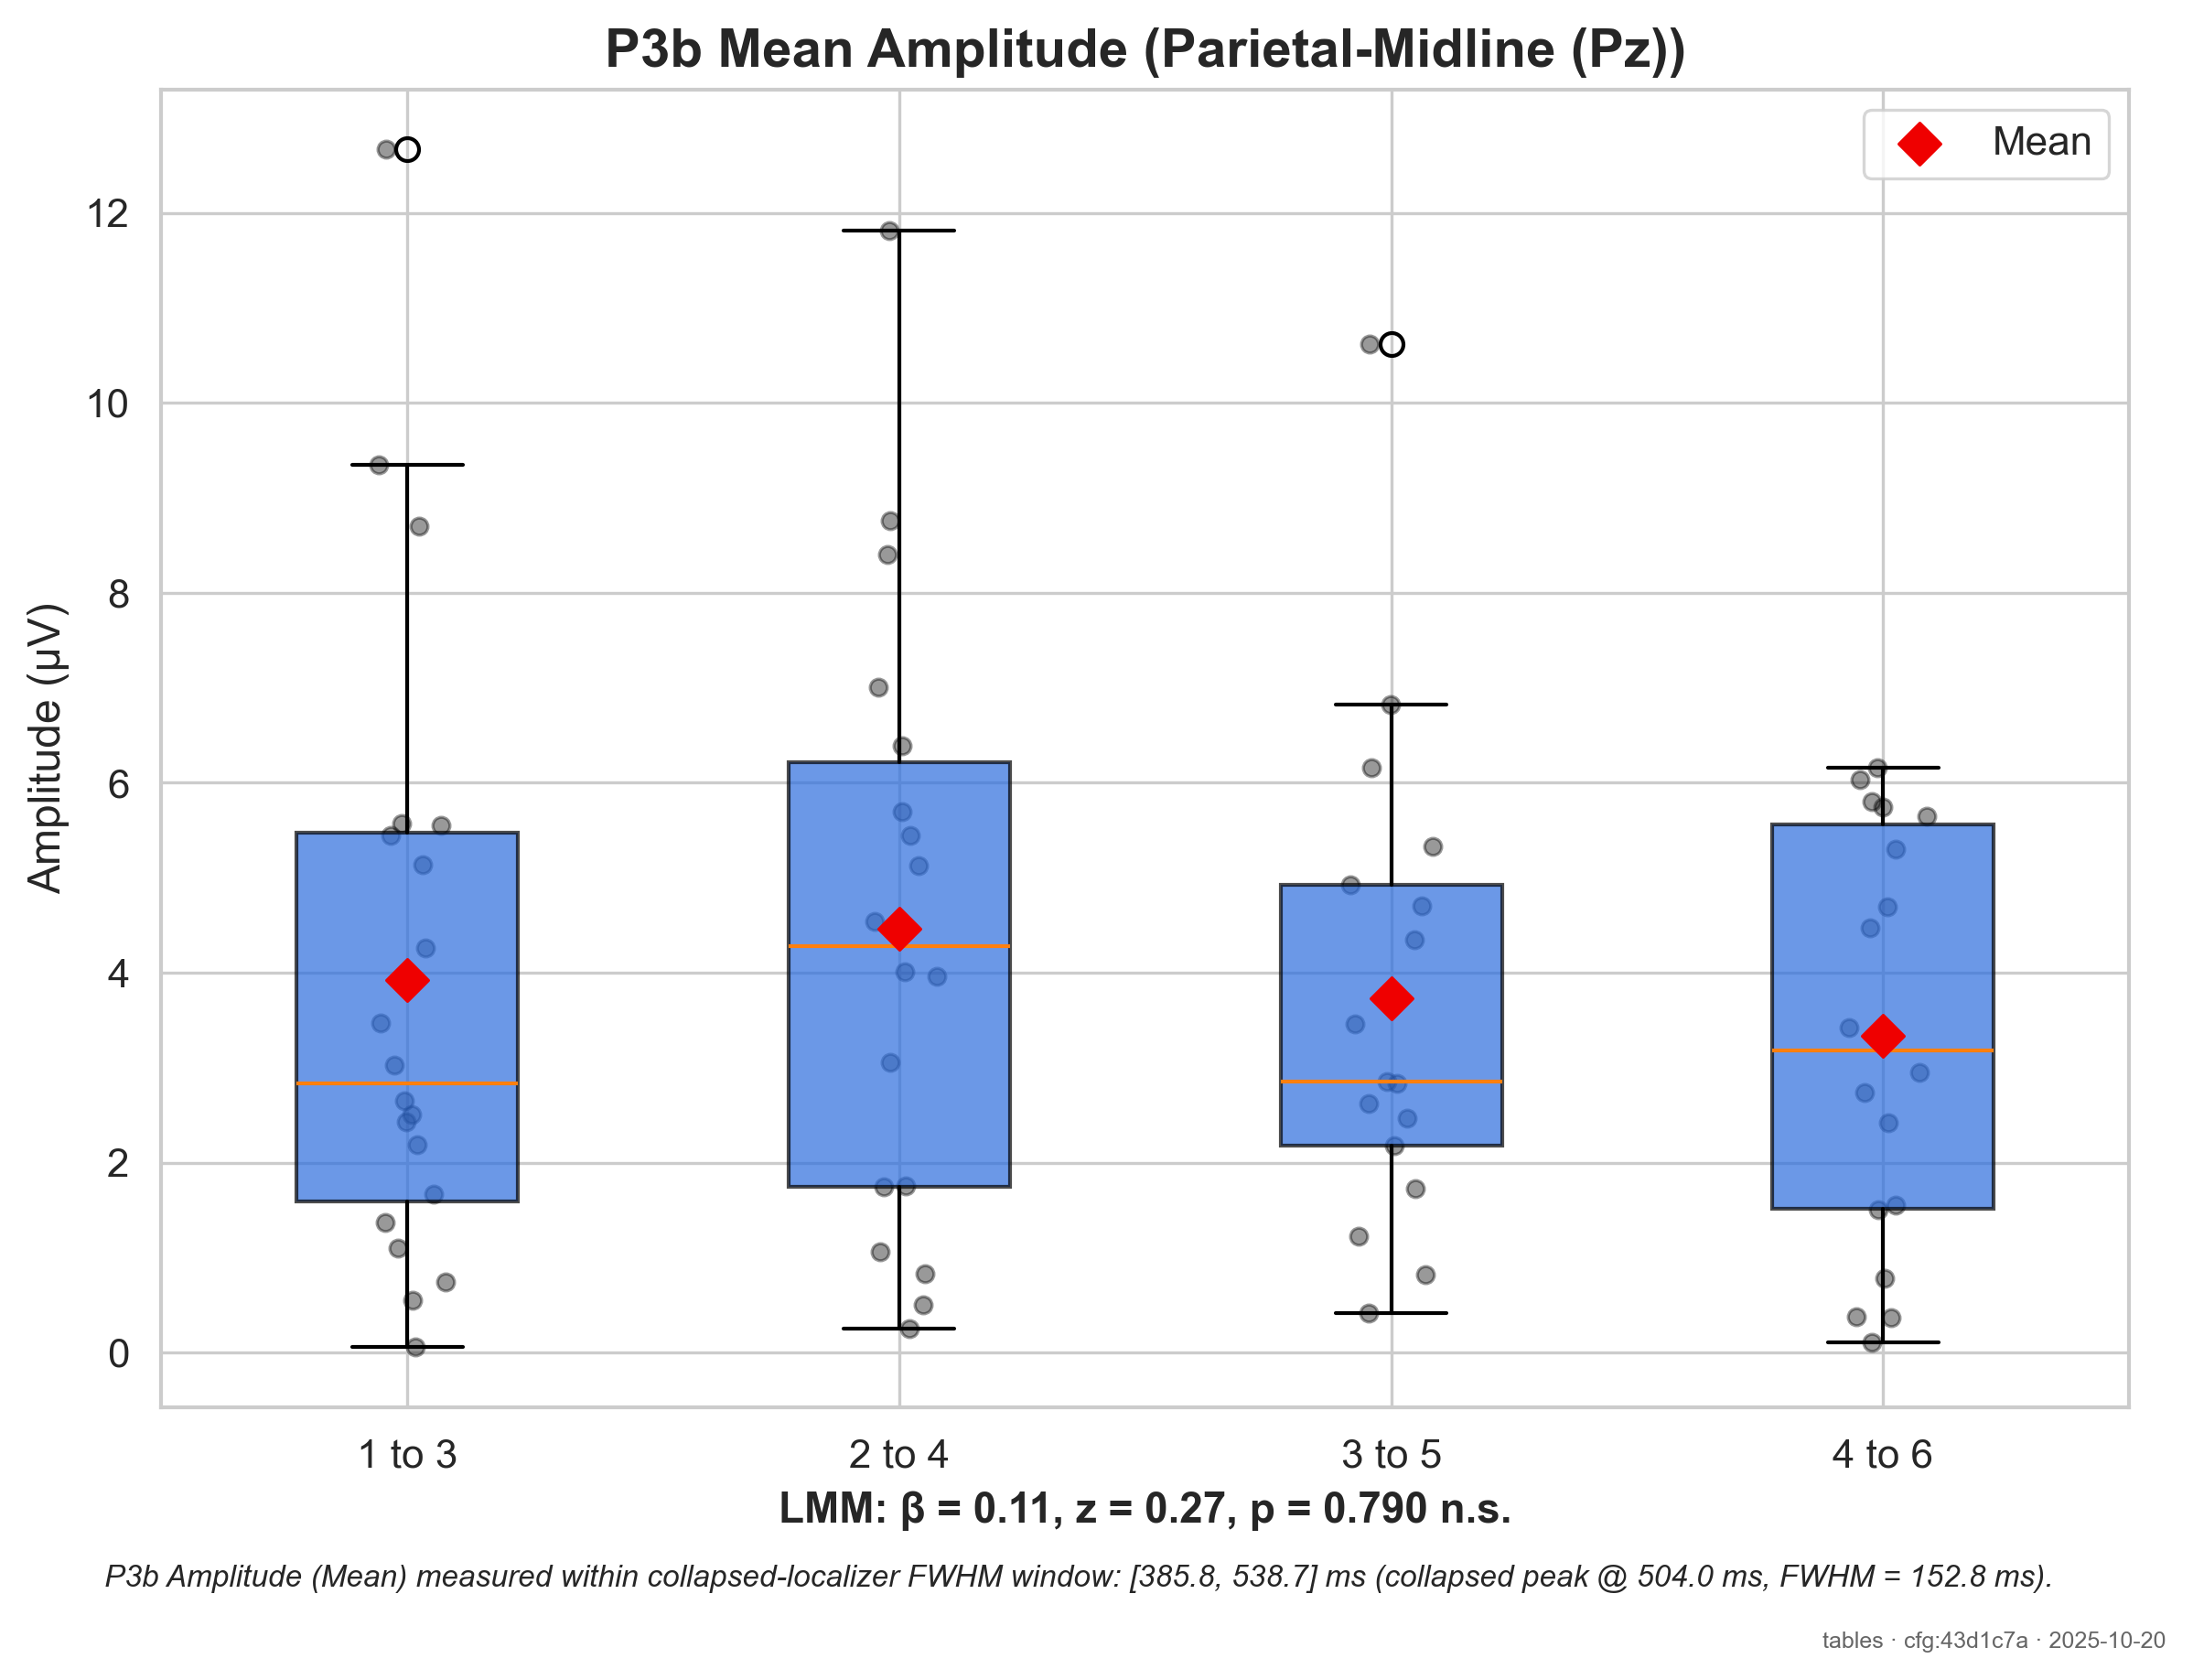 P3b Mean Amplitude (Parietal-Midline (Pz))
Mean
Amplitude (µV)
12
10
8
6
4
2
0
1 to 3
2 to 4
3 to 5
4 to 6
LMM: β = 0.11, z = 0.27, p = 0.790 n.s.
P3b Amplitude (Mean) measured within collapsed-localizer FWHM window: [385.8, 538.7] ms (collapsed peak @ 504.0 ms, FWHM = 152.8 ms).
tables · cfg:43d1c7a · 2025-10-20